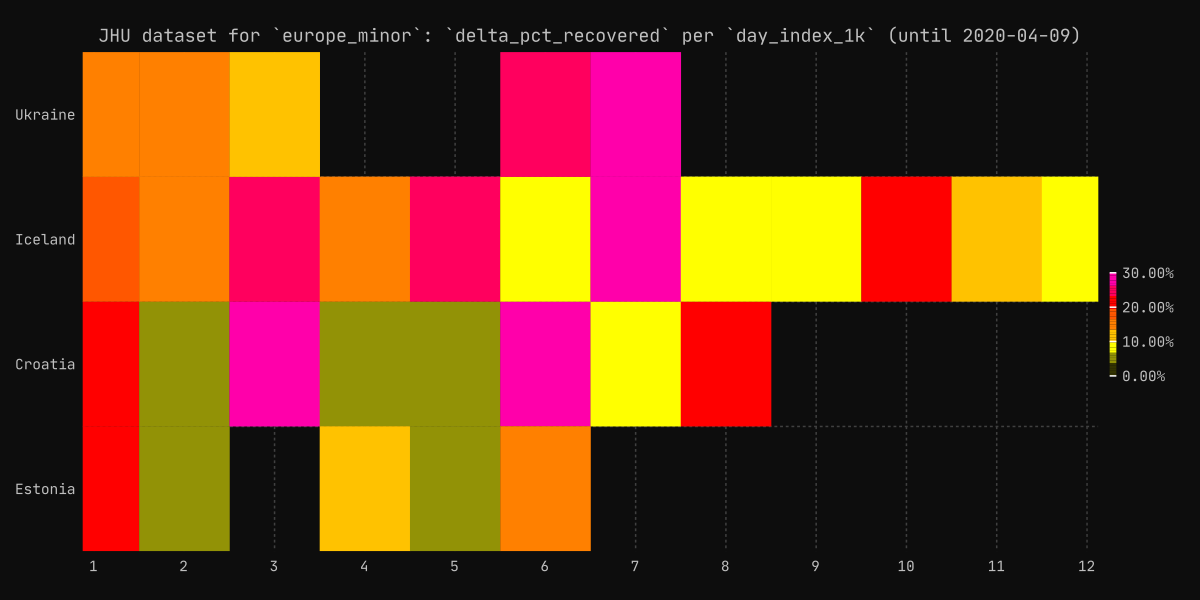 JHU dataset for `europe_minor`: `delta_pct_recovered` per `day_index_1k` (until 2020-04-09)
Ukraine
Iceland
Croatia
Estonia
30.00%
20.00%
10.00%
0.00%
1 2 3 4 5 6 7 8 9 10 11 12